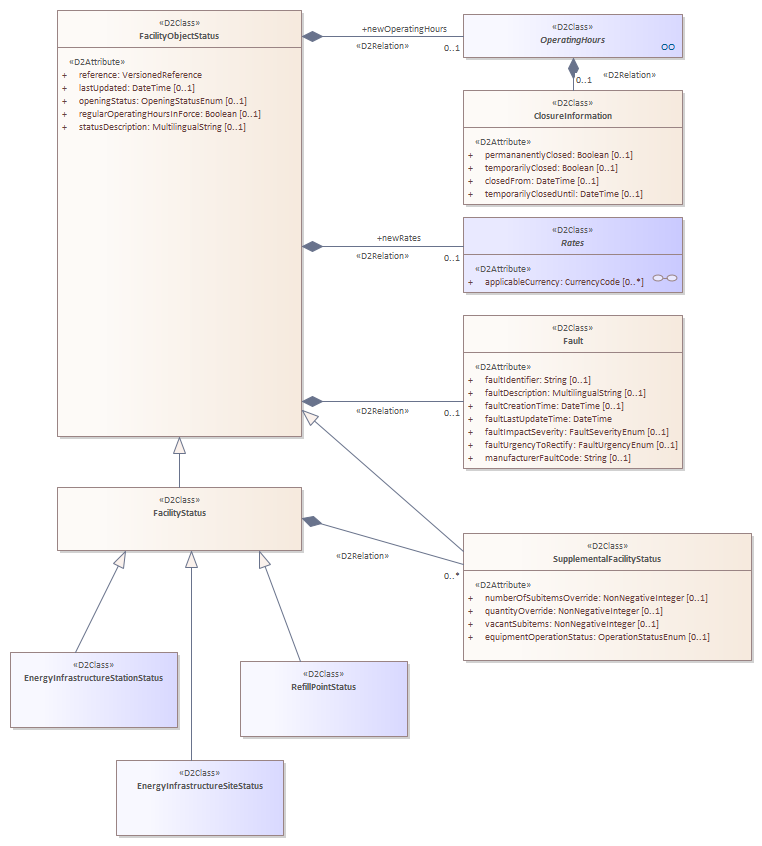 «D2Class»
FacilityObjectStatus
«D2Attribute»
+ reference: VersionedReference
+ lastUpdated: DateTime [0..1]
+ openingStatus: OpeningStatusEnum [0..1]
+ regularOperatingHoursInForce: Boolean [0..1]
+ statusDescription: MultilingualString [0..1]
+newOperatingHours
«D2Relation»
0..1
«D2Class»
OperatingHours
0..1
«D2Relation»
«D2Class»
ClosureInformation
«D2Attribute»
+ permananentlyClosed: Boolean [0..1]
+ temporarilyClosed: Boolean [0..1]
+ closedFrom: DateTime [0..1]
+ temporarilyClosedUntil: DateTime [0..1]
+newRates
«D2Relation»
0..1
«D2Class»
Rates
«D2Attribute»
+ applicableCurrency: CurrencyCode [0..*]
«D2Relation»
0..1
«D2Class»
Fault
«D2Attribute»
+ faultIdentifier: String [0..1]
+ faultDescription: MultilingualString [0..1]
+ faultCreationTime: DateTime [0..1]
+ faultLastUpdateTime: DateTime
+ faultImpactSeverity: FaultSeverityEnum [0..1]
+ faultUrgencyToRectify: FaultUrgencyEnum [0..1]
+ manufacturerFaultCode: String [0..1]
«D2Class»
FacilityStatus
«D2Relation»
0..*
«D2Class»
SupplementalFacilityStatus
«D2Attribute»
+ numberOfSubitemsOverride: NonNegativeInteger [0..1]
+ quantityOverride: NonNegativeInteger [0..1]
+ vacantSubitems: NonNegativeInteger [0..1]
+ equipmentOperationStatus: OperationStatusEnum [0..1]
«D2Class»
EnergyInfrastructureStationStatus
«D2Class»
RefillPointStatus
«D2Class»
EnergyInfrastructureSiteStatus